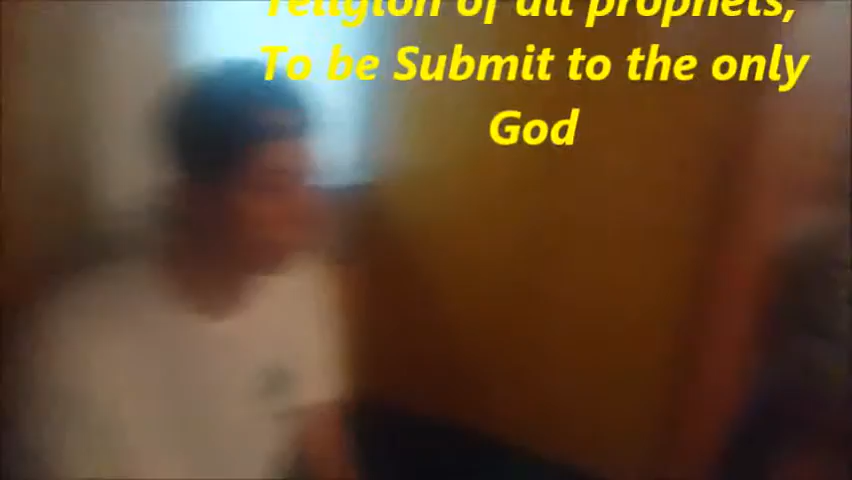 religion of all prophets,
To be Submit to the only
God